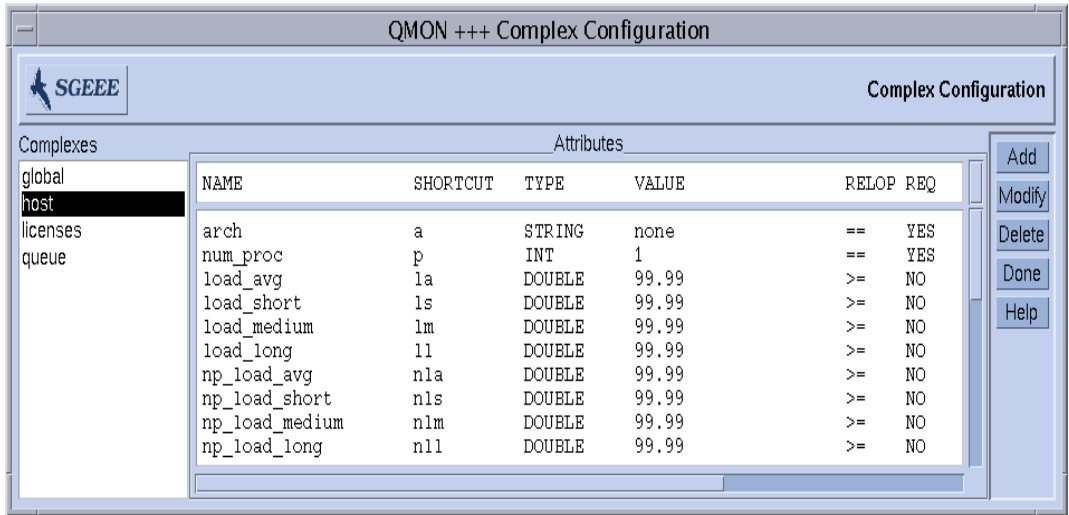 QMON +++ Complex Configuration
SGEEE
Complex Configuration
Complexes
Attributes
global
host
licenses
queue
NAME SHORTCUT TYPE VALUE RELOP REQ
arch a STRING none == YES
num_proc p INT 1 == YES
load_avg la DOUBLE 99.99 >= NO
load_short ls DOUBLE 99.99 >= NO
load_medium lm DOUBLE 99.99 >= NO
load_long ll DOUBLE 99.99 >= NO
np_load_avg nla DOUBLE 99.99 >= NO
np_load_short nls DOUBLE 99.99 >= NO
np_load_medium nlm DOUBLE 99.99 >= NO
np_load_long nll DOUBLE 99.99 >= NO
Add
Modify
Delete
Done
Help